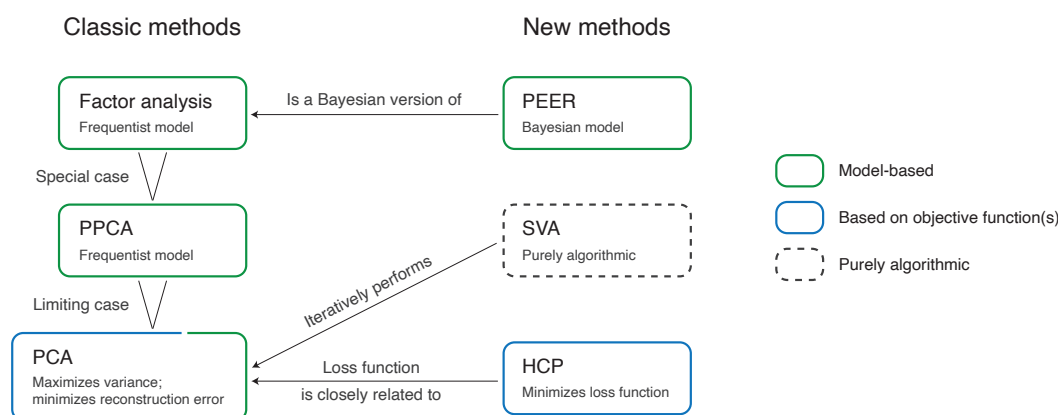 Classic methods
New methods
Factor analysis
Frequentist model
Is a Bayesian version of
PEER
Bayesian model
Special case
PPCA
Frequentist model
SVA
Purely algorithmic
Limiting case
Iteratively performs
PCA
Maximizes variance;
minimizes reconstruction error
Loss function
is closely related to
HCP
Minimizes loss function
Model-based
Based on objective function(s)
Purely algorithmic